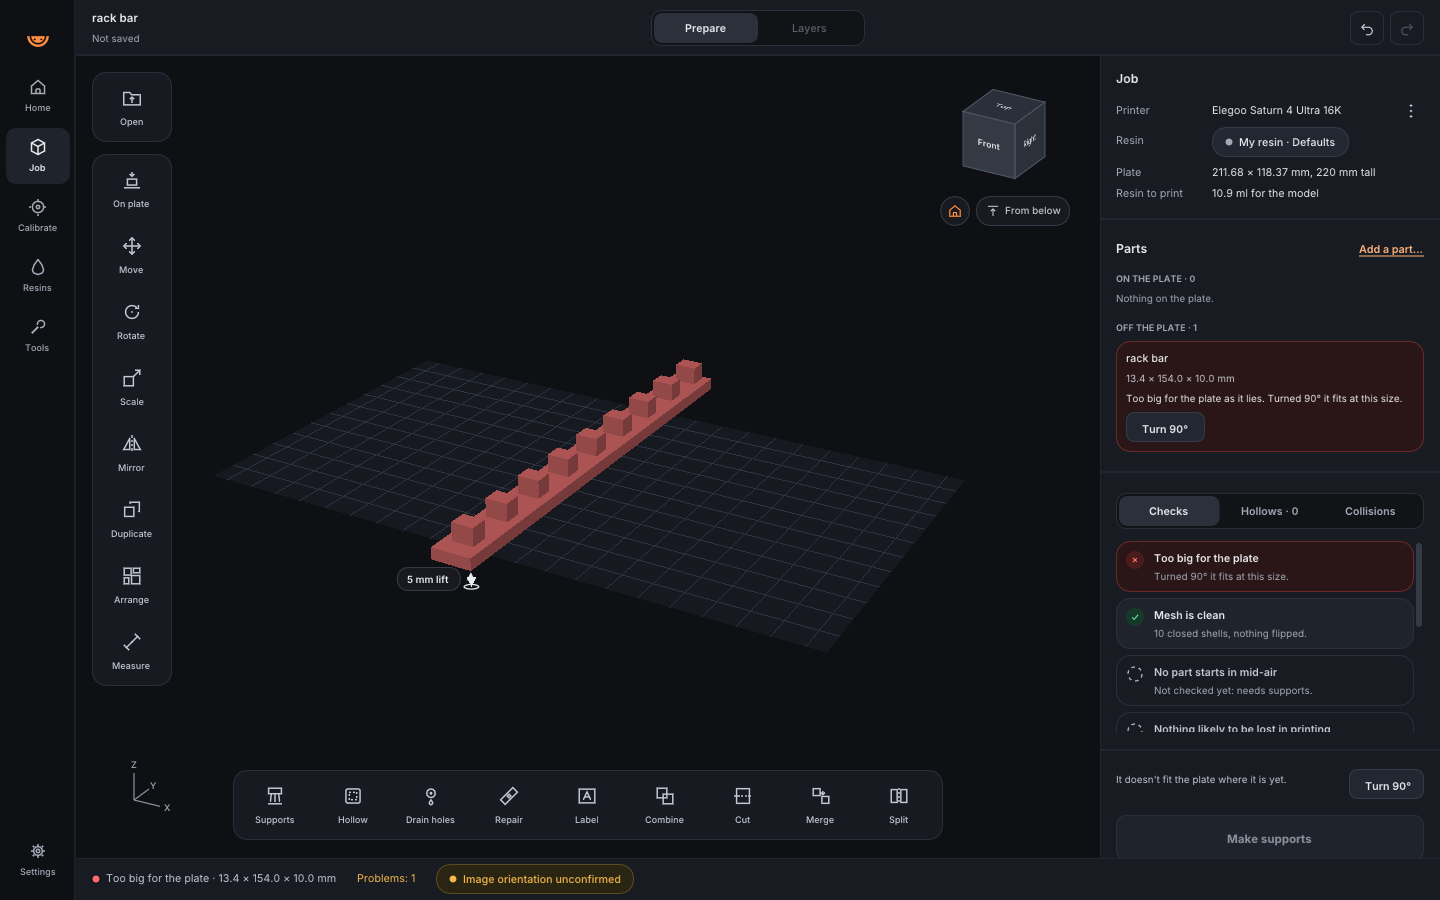 rack bar
Not saved
Prepare
Layers
Home
Job
Calibrate
Resins
Tools
Settings
Open
On plate
Move
Rotate
Scale
Mirror
Duplicate
Arrange
Measure
Top
Front
Right
From below
5 mm lift
Z
Y
X
Supports
Hollow
Drain holes
Repair
Label
Combine
Cut
Merge
Split
Job
Printer Elegoo Saturn 4 Ultra 16K
Resin My resin · Defaults
Plate 211.68 × 118.37 mm, 220 mm tall
Resin to print 10.9 ml for the model
Parts Add a part...
ON THE PLATE · 0
Nothing on the plate.
OFF THE PLATE · 1
rack bar
13.4 × 154.0 × 10.0 mm
Too big for the plate as it lies. Turned 90° it fits at this size.
Turn 90°
Checks Hollows · 0 Collisions
Too big for the plate
Turned 90° it fits at this size.
Mesh is clean
10 closed shells, nothing flipped.
No part starts in mid-air
Not checked yet: needs supports.
Nothing likely to be lost in printing
It doesn't fit the plate where it is yet. Turn 90°
Make supports
Too big for the plate · 13.4 × 154.0 × 10.0 mm Problems: 1 Image orientation unconfirmed